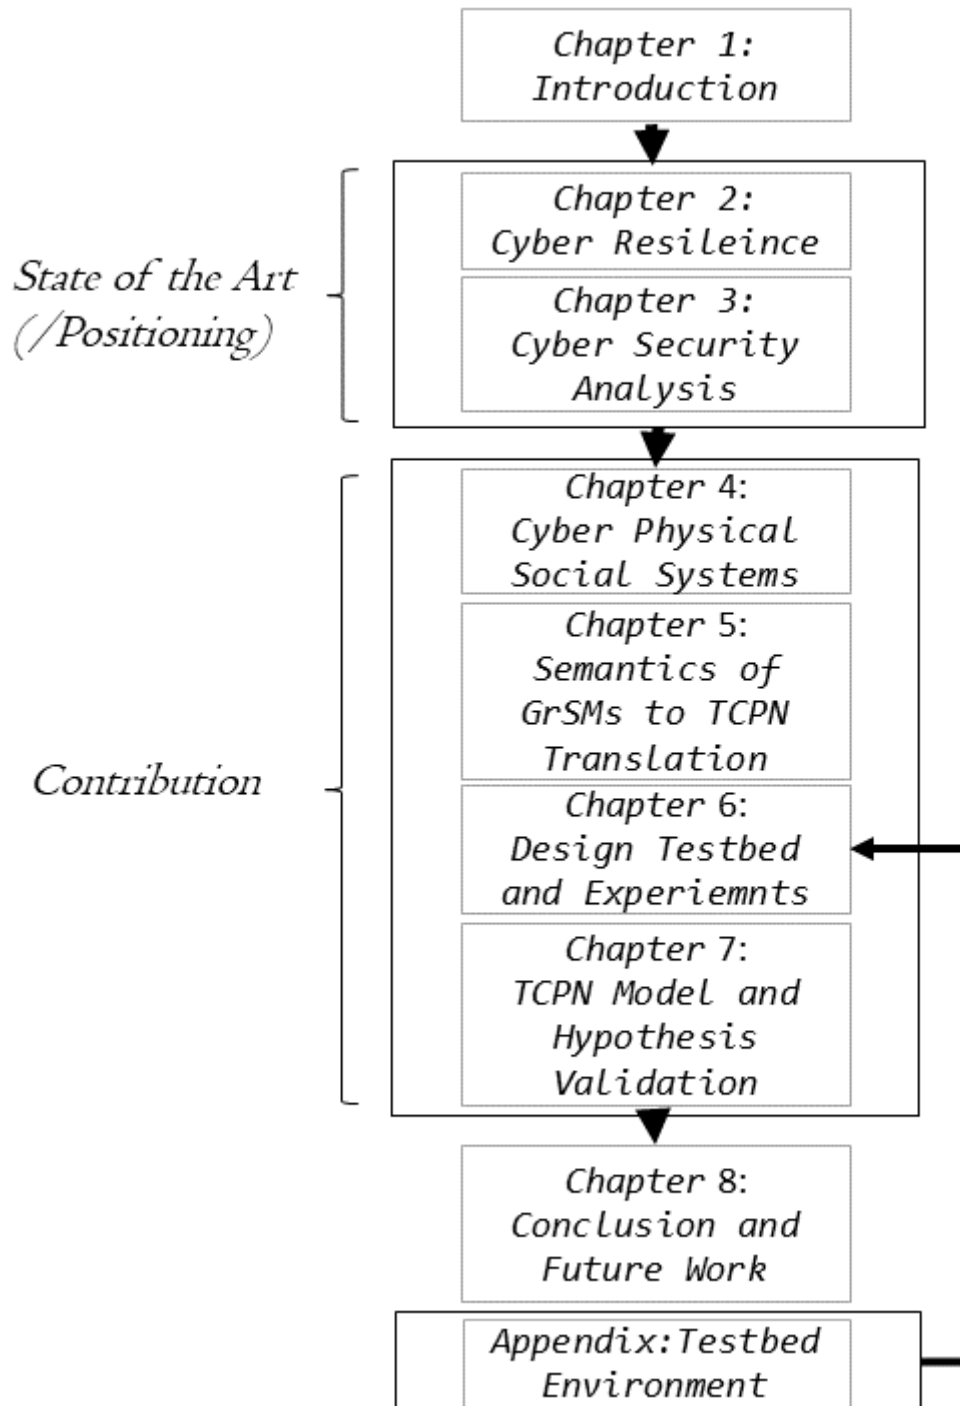 Chapter 1:
Introduction
State of the Art
(/Positioning)
Chapter 2:
Cyber Resileince
Chapter 3:
Cyber Security
Analysis
Contribution
Chapter 4:
Cyber Physical
Social Systems
Chapter 5:
Semantics of
GrSMs to TCPN
Translation
Chapter 6:
Design Testbed
and Experiemnts
Chapter 7:
TCPN Model and
Hypothesis
Validation
Chapter 8:
Conclusion and
Future Work
Appendix:Testbed
Environment